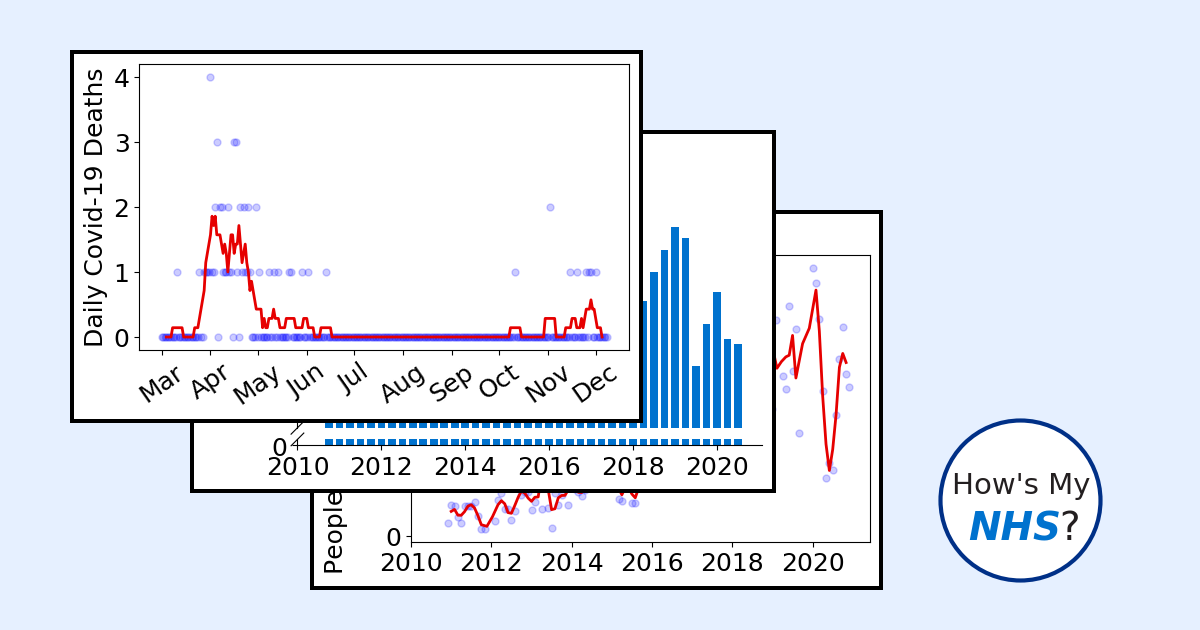 Daily Covid-19 Deaths
4
3
2
1
0
Mar Apr May Jun Jul Aug Sep Oct Nov Dec
0
2010 2012 2014 2016 2018 2020
People
0
2010 2012 2014 2016 2018 2020
How's My
NHS?